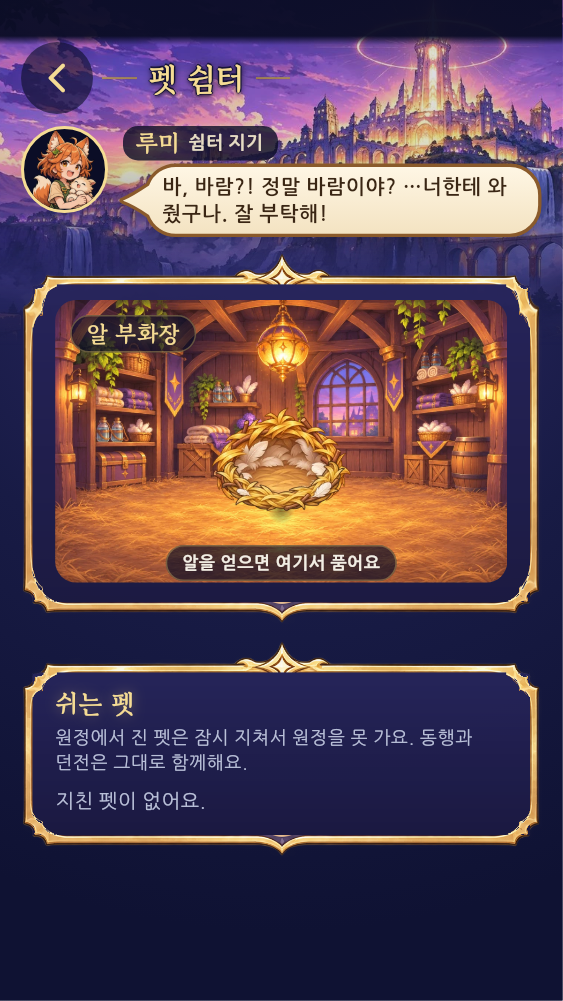 펫 쉼터
루미 쉼터 지기
바, 바람?! 정말 바람이야? …너한테 와
줬구나. 잘 부탁해!
알 부화장
알을 얻으면 여기서 품어요
쉬는 펫
원정에서 진 펫은 잠시 지쳐서 원정을 못 가요. 동행과
던전은 그대로 함께해요.
지친 펫이 없어요.